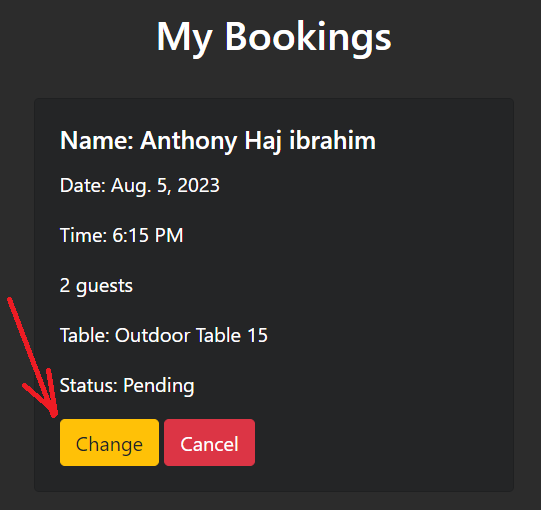 My Bookings
Name: Anthony Haj ibrahim
Date: Aug. 5, 2023
Time: 6:15 PM
2 guests
Table: Outdoor Table 15
Status: Pending
Change Cancel